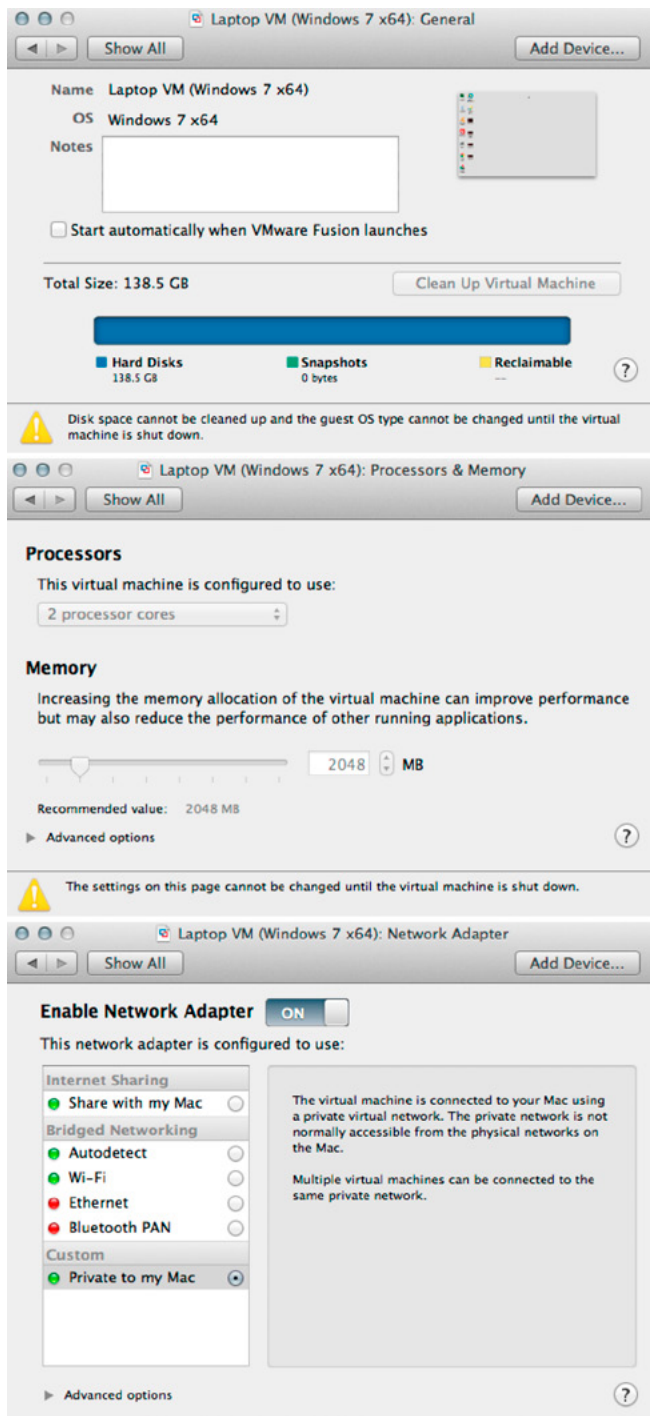 Laptop VM (Windows 7 x64): General
Show All
Add Device...
Name Laptop VM (Windows 7 x64)
OS Windows 7 x64
Notes
Start automatically when VMware Fusion launches
Total Size: 138.5 GB
Clean Up Virtual Machine
Hard Disks
138.5 GB
Snapshots
0 bytes
Reclaimable
--
?
Disk space cannot be cleaned up and the guest OS type cannot be changed until the virtual
machine is shut down.
Laptop VM (Windows 7 x64): Processors & Memory
Show All
Add Device...
Processors
This virtual machine is configured to use:
2 processor cores
Memory
Increasing the memory allocation of the virtual machine can improve performance
but may also reduce the performance of other running applications.
2048 MB
Recommended value: 2048 MB
Advanced options
?
The settings on this page cannot be changed until the virtual machine is shut down.
Laptop VM (Windows 7 x64): Network Adapter
Show All
Add Device...
Enable Network Adapter ON
This network adapter is configured to use:
Internet Sharing
Share with my Mac
Bridged Networking
Autodetect
Wi-Fi
Ethernet
Bluetooth PAN
Custom
Private to my Mac
The virtual machine is connected to your Mac using
a private virtual network. The private network is not
normally accessible from the physical networks on
the Mac.
Multiple virtual machines can be connected to the
same private network.
Advanced options
?